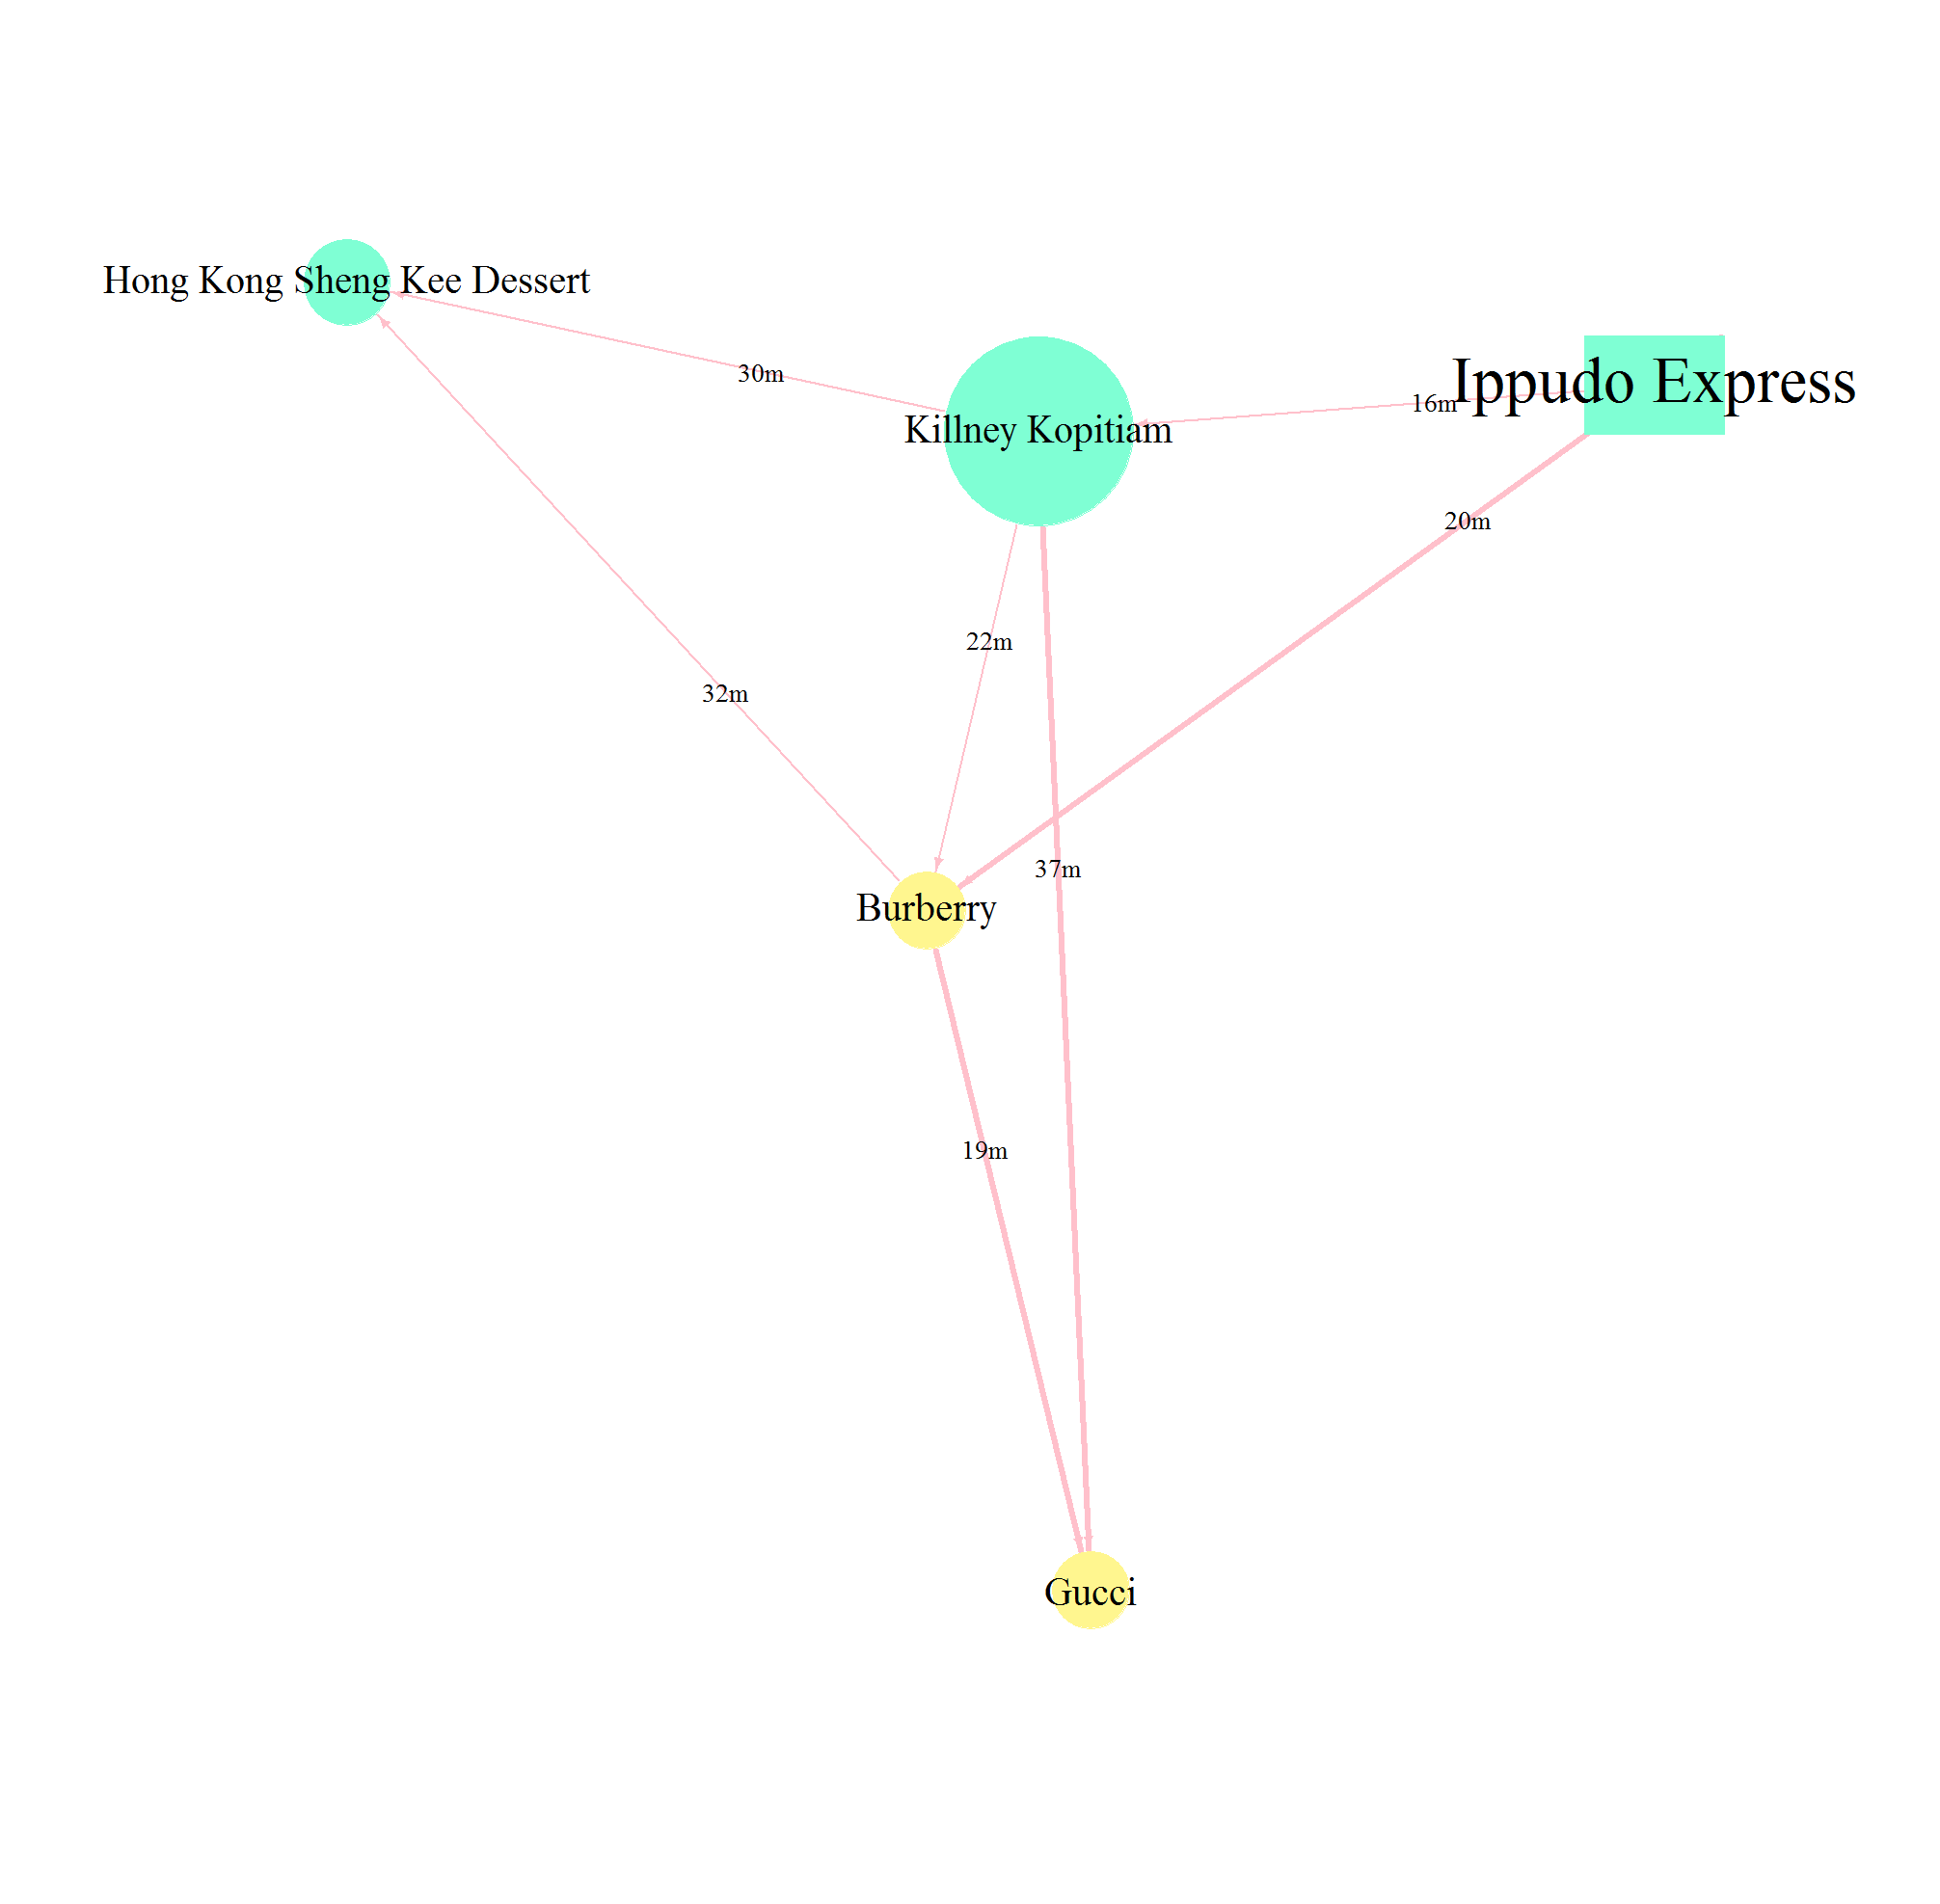 Hong Kong Sheng Kee Dessert
30m
Killney Kopitiam
16m
Ippudo Express
20m
22m
32m
37m
Burberry
19m
Gucci